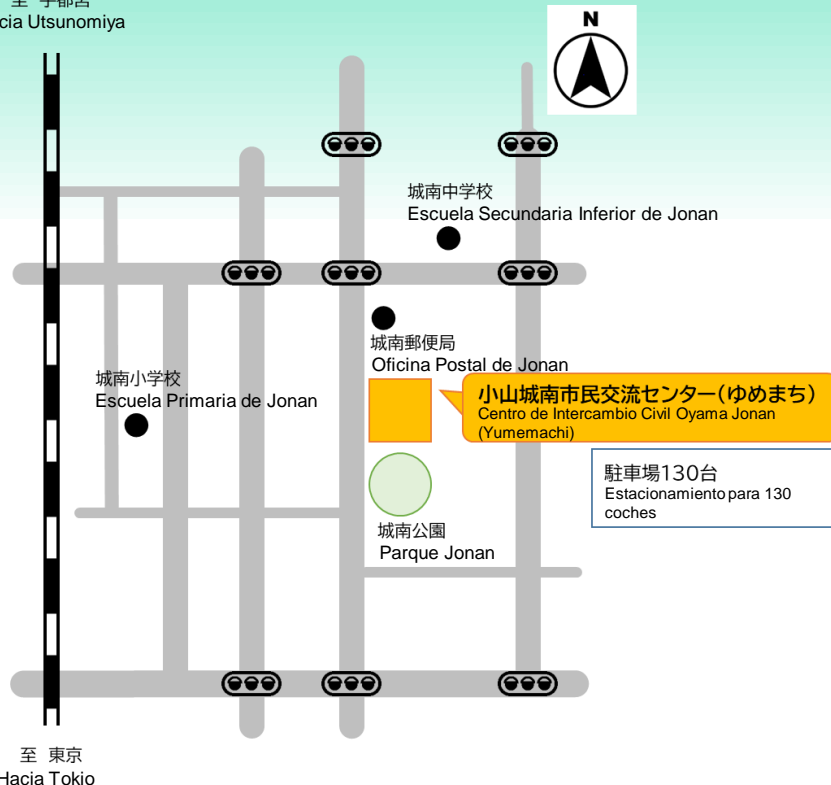 至 宇都宮
cia Utsunomiya
N
城南中学校
Escuela Secundaria Inferior de Jonan
城南郵便局
Oficina Postal de Jonan
城南小学校
Escuela Primaria de Jonan
小山城南市民交流センター(ゆめまち)
Centro de Intercambio Civil Oyama Jonan
(Yumemachi)
駐車場130台
Estacionamiento para 130
coches
城南公園
Parque Jonan
至 東京
Hacia Tokio